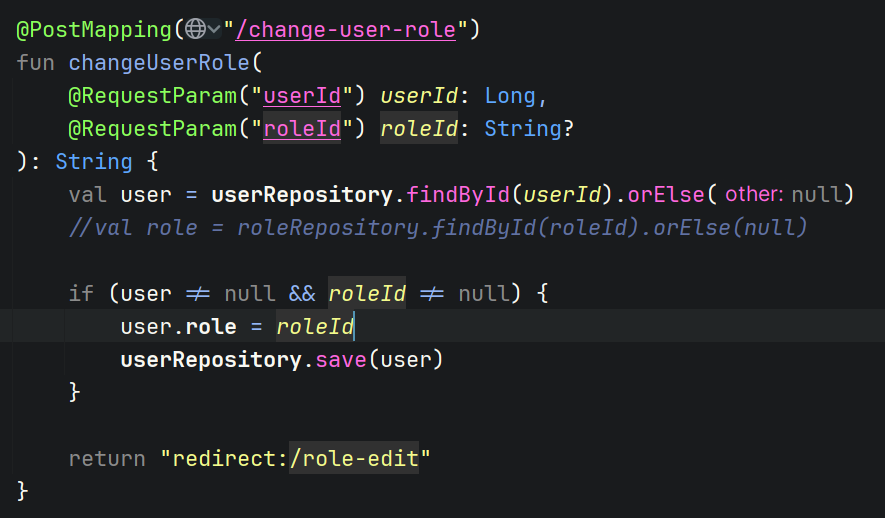 @PostMapping("/change-user-role")
fun changeUserRole(
    @RequestParam("userId") userId: Long,
    @RequestParam("roleId") roleId: String?
): String {
    val user = userRepository.findById(userId).orElse( other: null)
    //val role = roleRepository.findById(roleId).orElse(null)
    if (user ≠ null && roleId ≠ null) {
        user.role = roleId
        userRepository.save(user)
    }
    return "redirect:/role-edit"
}